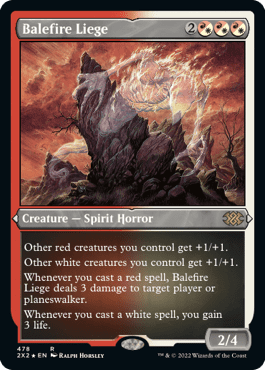 Balefire Liege 2
Creature — Spirit Horror
Other red creatures you control get +1/+1.
Other white creatures you control get +1/+1.
Whenever you cast a red spell, Balefire
Liege deals 3 damage to target player or
planeswalker.
Whenever you cast a white spell, you gain
3 life.
2/4
478 R
2X2 ★ EN RALPH HORSLEY ™ & © 2022 Wizards of the Coast